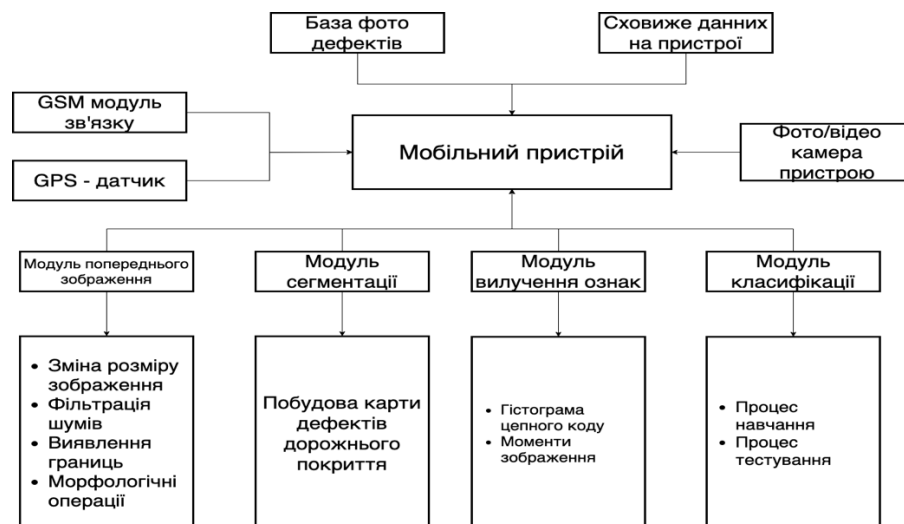 База фото
дефектів
Сховиже данних
на пристрої
GSM модуль
зв'язку
GPS - датчик
Мобільний пристрій
Фото/відео
камера
пристрою
Модуль попереднього
зображення
Модуль
сегментації
Модуль
вилучення ознак
Модуль
класифікації
• Зміна розміру
зображення
• Фільтрація
шумів
• Виявлення
границь
• Морфологічні
операції
Побудова карти
дефектів
дорожнього
покриття
• Гістограма
цепного коду
• Моменти
зображення
• Процес
навчання
• Процес
тестування